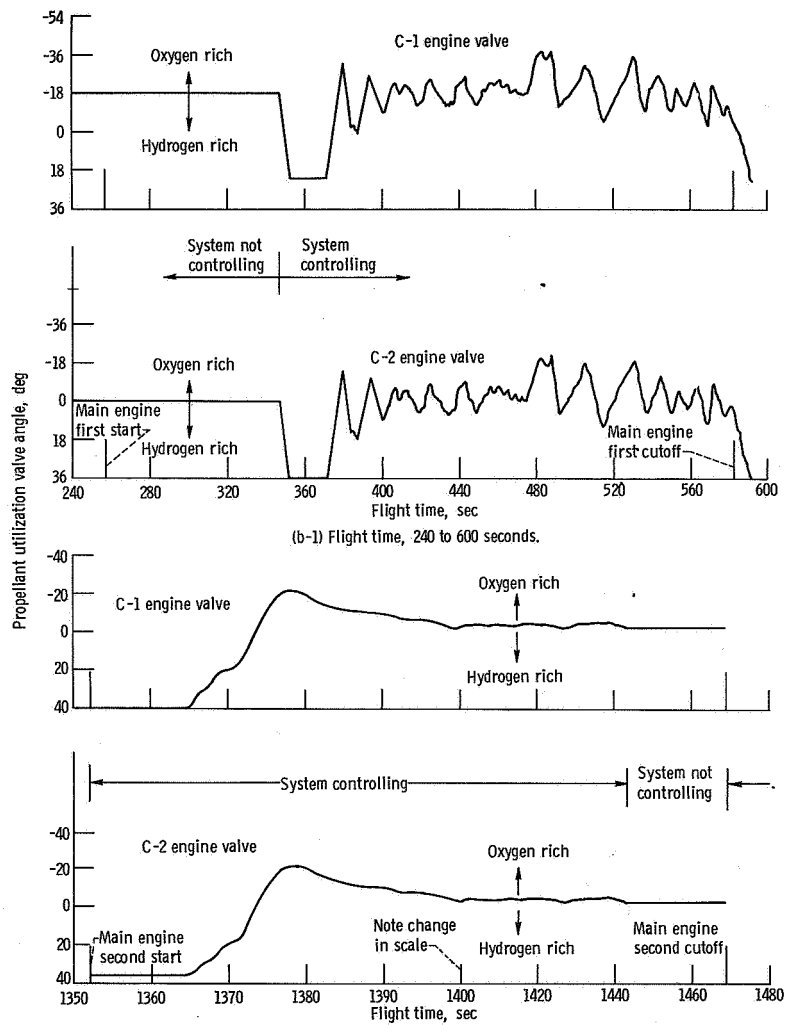 -54
C-1 engine valve
-36
Oxygen rich
-18
0
Hydrogen rich
18
36
System not
controlling
System
controlling
-36
C-2 engine valve
-18
Oxygen rich
0
Main engine
first start
18
Hydrogen rich
Main engine
first cutoff
36
240 280 320 360 400 440 480 520 560 600
Flight time, sec
(b-1) Flight time, 240 to 600 seconds.
Propellant utilization valve angle, deg
-40
Oxygen rich
-20
C-1 engine valve
0
20
Hydrogen rich
40
System controlling
System not
controlling
-40
C-2 engine valve
Oxygen rich
-20
0
Note change
in scale
Main engine
second cutoff
20
Main engine
second start
Hydrogen rich
40
1350 1360 1370 1380 1390 1400 1420 1440 1460 1480
Flight time, sec